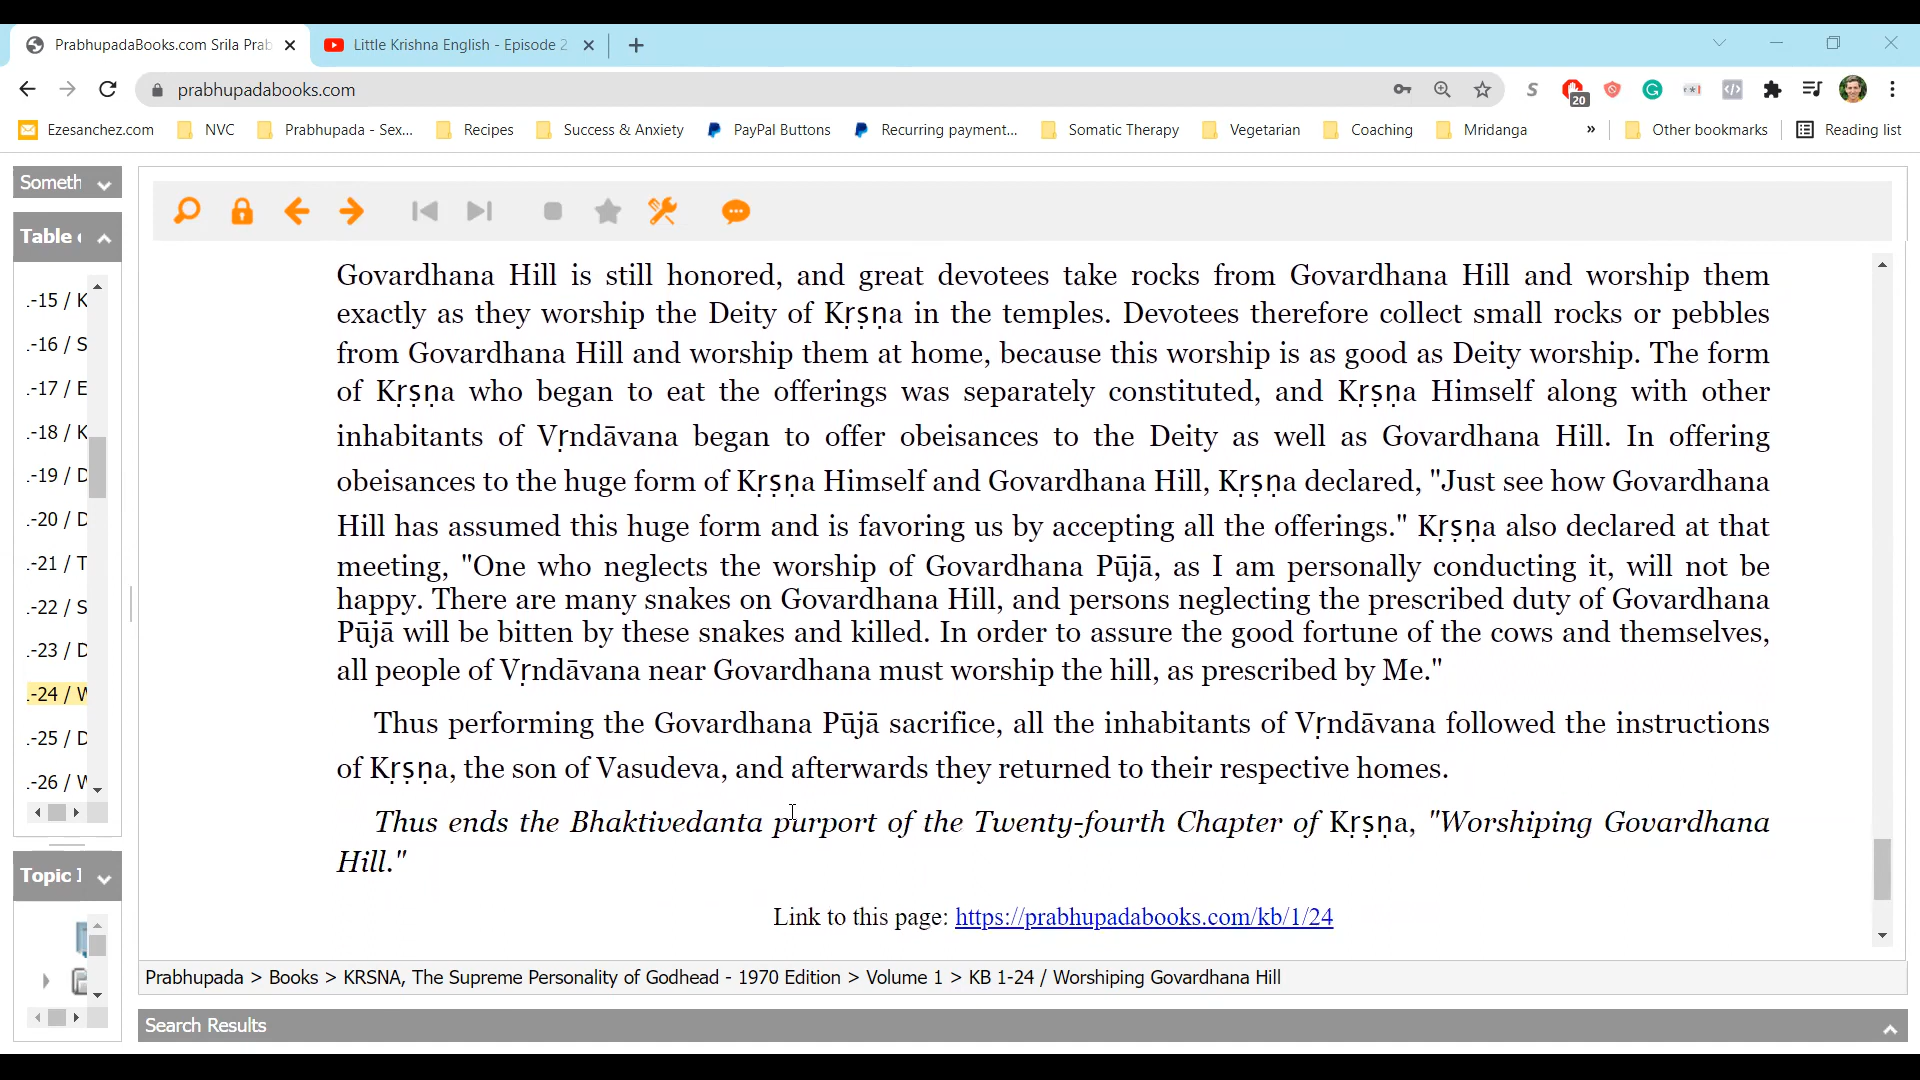 PrabhupadaBooks.com Srila Prab
Little Krishna English - Episode 2
prabhupadabooks.com
20
Ezesanchez.com
NVC
Prabhupada - Sex...
Recipes
Success & Anxiety
PayPal Buttons
Recurring payment...
Somatic Therapy
Vegetarian
Coaching
Mridanga
»
Other bookmarks
Reading list
Someth
Table
.-15 / K
.-16 / S
.-17 / E
.-18 / K
.-19 / D
.-20 / D
.-21 / T
.-22 / S
.-23 / D
.-24 / W
.-25 / D
.-26 / W
Topic I
Govardhana Hill is still honored, and great devotees take rocks from Govardhana Hill and worship them
exactly as they worship the Deity of Kṛṣṇa in the temples. Devotees therefore collect small rocks or pebbles
from Govardhana Hill and worship them at home, because this worship is as good as Deity worship. The form
of Kṛṣṇa who began to eat the offerings was separately constituted, and Kṛṣṇa Himself along with other
inhabitants of Vṛndāvana began to offer obeisances to the Deity as well as Govardhana Hill. In offering
obeisances to the huge form of Kṛṣṇa Himself and Govardhana Hill, Kṛṣṇa declared, "Just see how Govardhana
Hill has assumed this huge form and is favoring us by accepting all the offerings." Kṛṣṇa also declared at that
meeting, "One who neglects the worship of Govardhana Pūjā, as I am personally conducting it, will not be
happy. There are many snakes on Govardhana Hill, and persons neglecting the prescribed duty of Govardhana
Pūjā will be bitten by these snakes and killed. In order to assure the good fortune of the cows and themselves,
all people of Vṛndāvana near Govardhana must worship the hill, as prescribed by Me."
Thus performing the Govardhana Pūjā sacrifice, all the inhabitants of Vṛndāvana followed the instructions
of Kṛṣṇa, the son of Vasudeva, and afterwards they returned to their respective homes.
Thus ends the Bhaktivedanta purport of the Twenty-fourth Chapter of Kṛṣṇa, "Worshiping Govardhana
Hill."
Link to this page: https://prabhupadabooks.com/kb/1/24
Prabhupada > Books > KRSNA, The Supreme Personality of Godhead - 1970 Edition > Volume 1 > KB 1-24 / Worshiping Govardhana Hill
Search Results